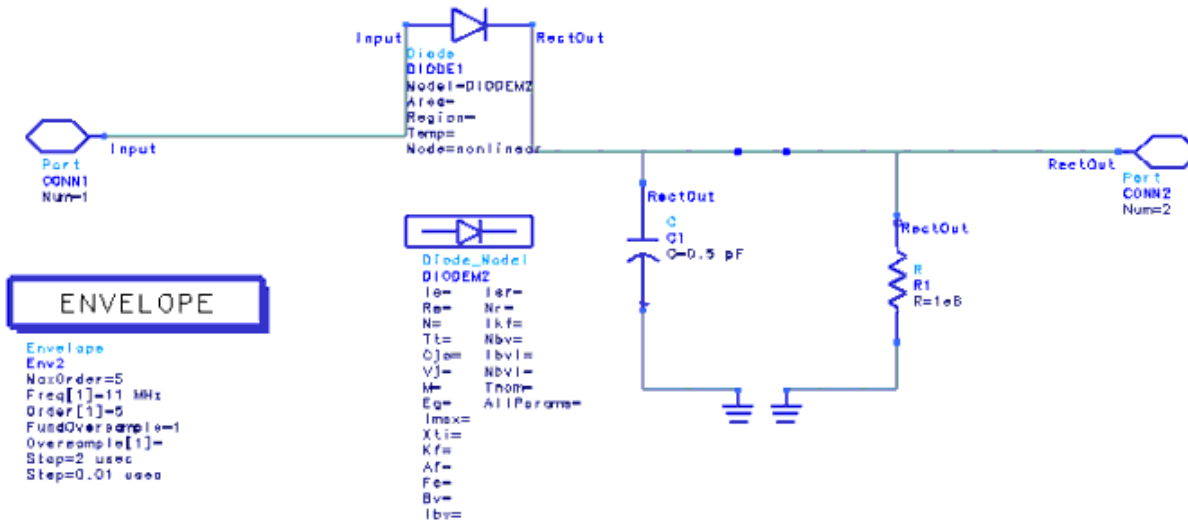 Input
RectOut
Diode
DIODE1
Model=DIODEM2
Area=
Region=
Temp=
Mode=nonlinear
Input
Port
CONN1
Num=1
RectOut
Port
CONN2
Num=2
RectOut
C
C1
C=0.5 pF
RectOut
R
R1
R=1e8
Diode_Model
DIODEM2
Is= Isr=
Rs= Nr=
N= Ikf=
Tt= Nbv=
Cjo= Ibvl=
Vj= Nbvl=
M= Tnom=
Eg= AllParams=
Imax=
Xti=
Kf=
Af=
Fc=
Bv=
Ibv=
ENVELOPE
Envelope
Env2
MaxOrder=5
Freq[1]=11 MHz
Order[1]=5
FundOversample=1
Oversample[1]=
Stop=2 usec
Step=0.01 usec